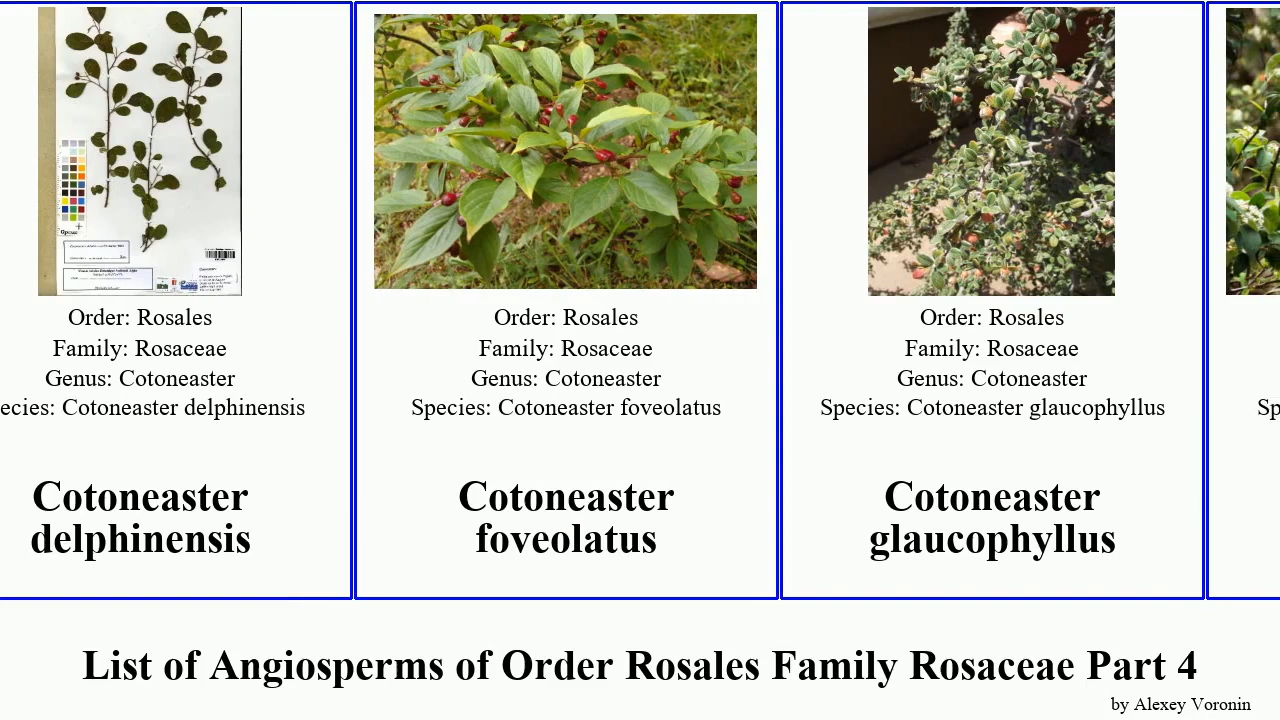 Order: Rosales
Family: Rosaceae
Genus: Cotoneaster
ecies: Cotoneaster delphinensis
Cotoneaster
delphinensis
Order: Rosales
Family: Rosaceae
Genus: Cotoneaster
Species: Cotoneaster foveolatus
Cotoneaster
foveolatus
Order: Rosales
Family: Rosaceae
Genus: Cotoneaster
Species: Cotoneaster glaucophyllus
Cotoneaster
glaucophyllus
Sp
List of Angiosperms of Order Rosales Family Rosaceae Part 4
by Alexey Voronin